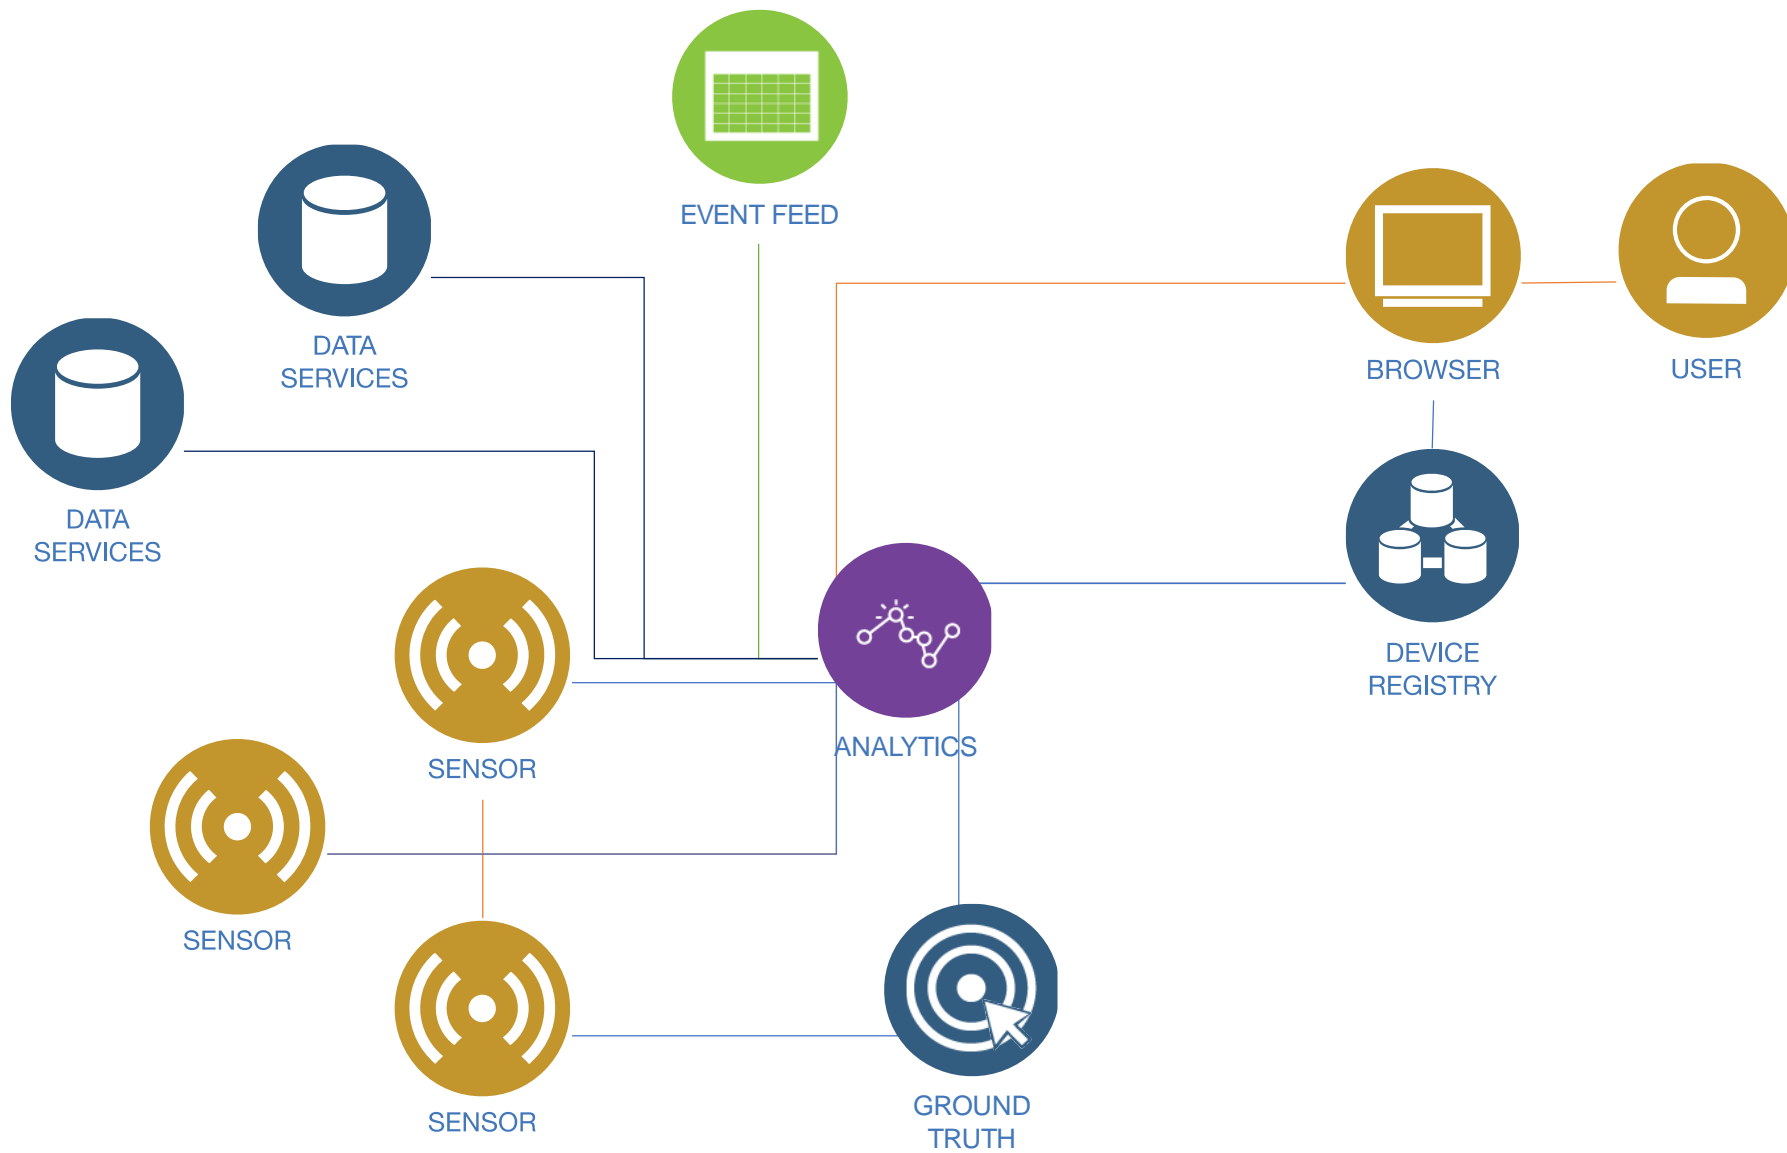 EVENT FEED
DATA
SERVICES
BROWSER
USER
DATA
SERVICES
DEVICE
REGISTRY
ANALYTICS
SENSOR
SENSOR
SENSOR
GROUND
TRUTH